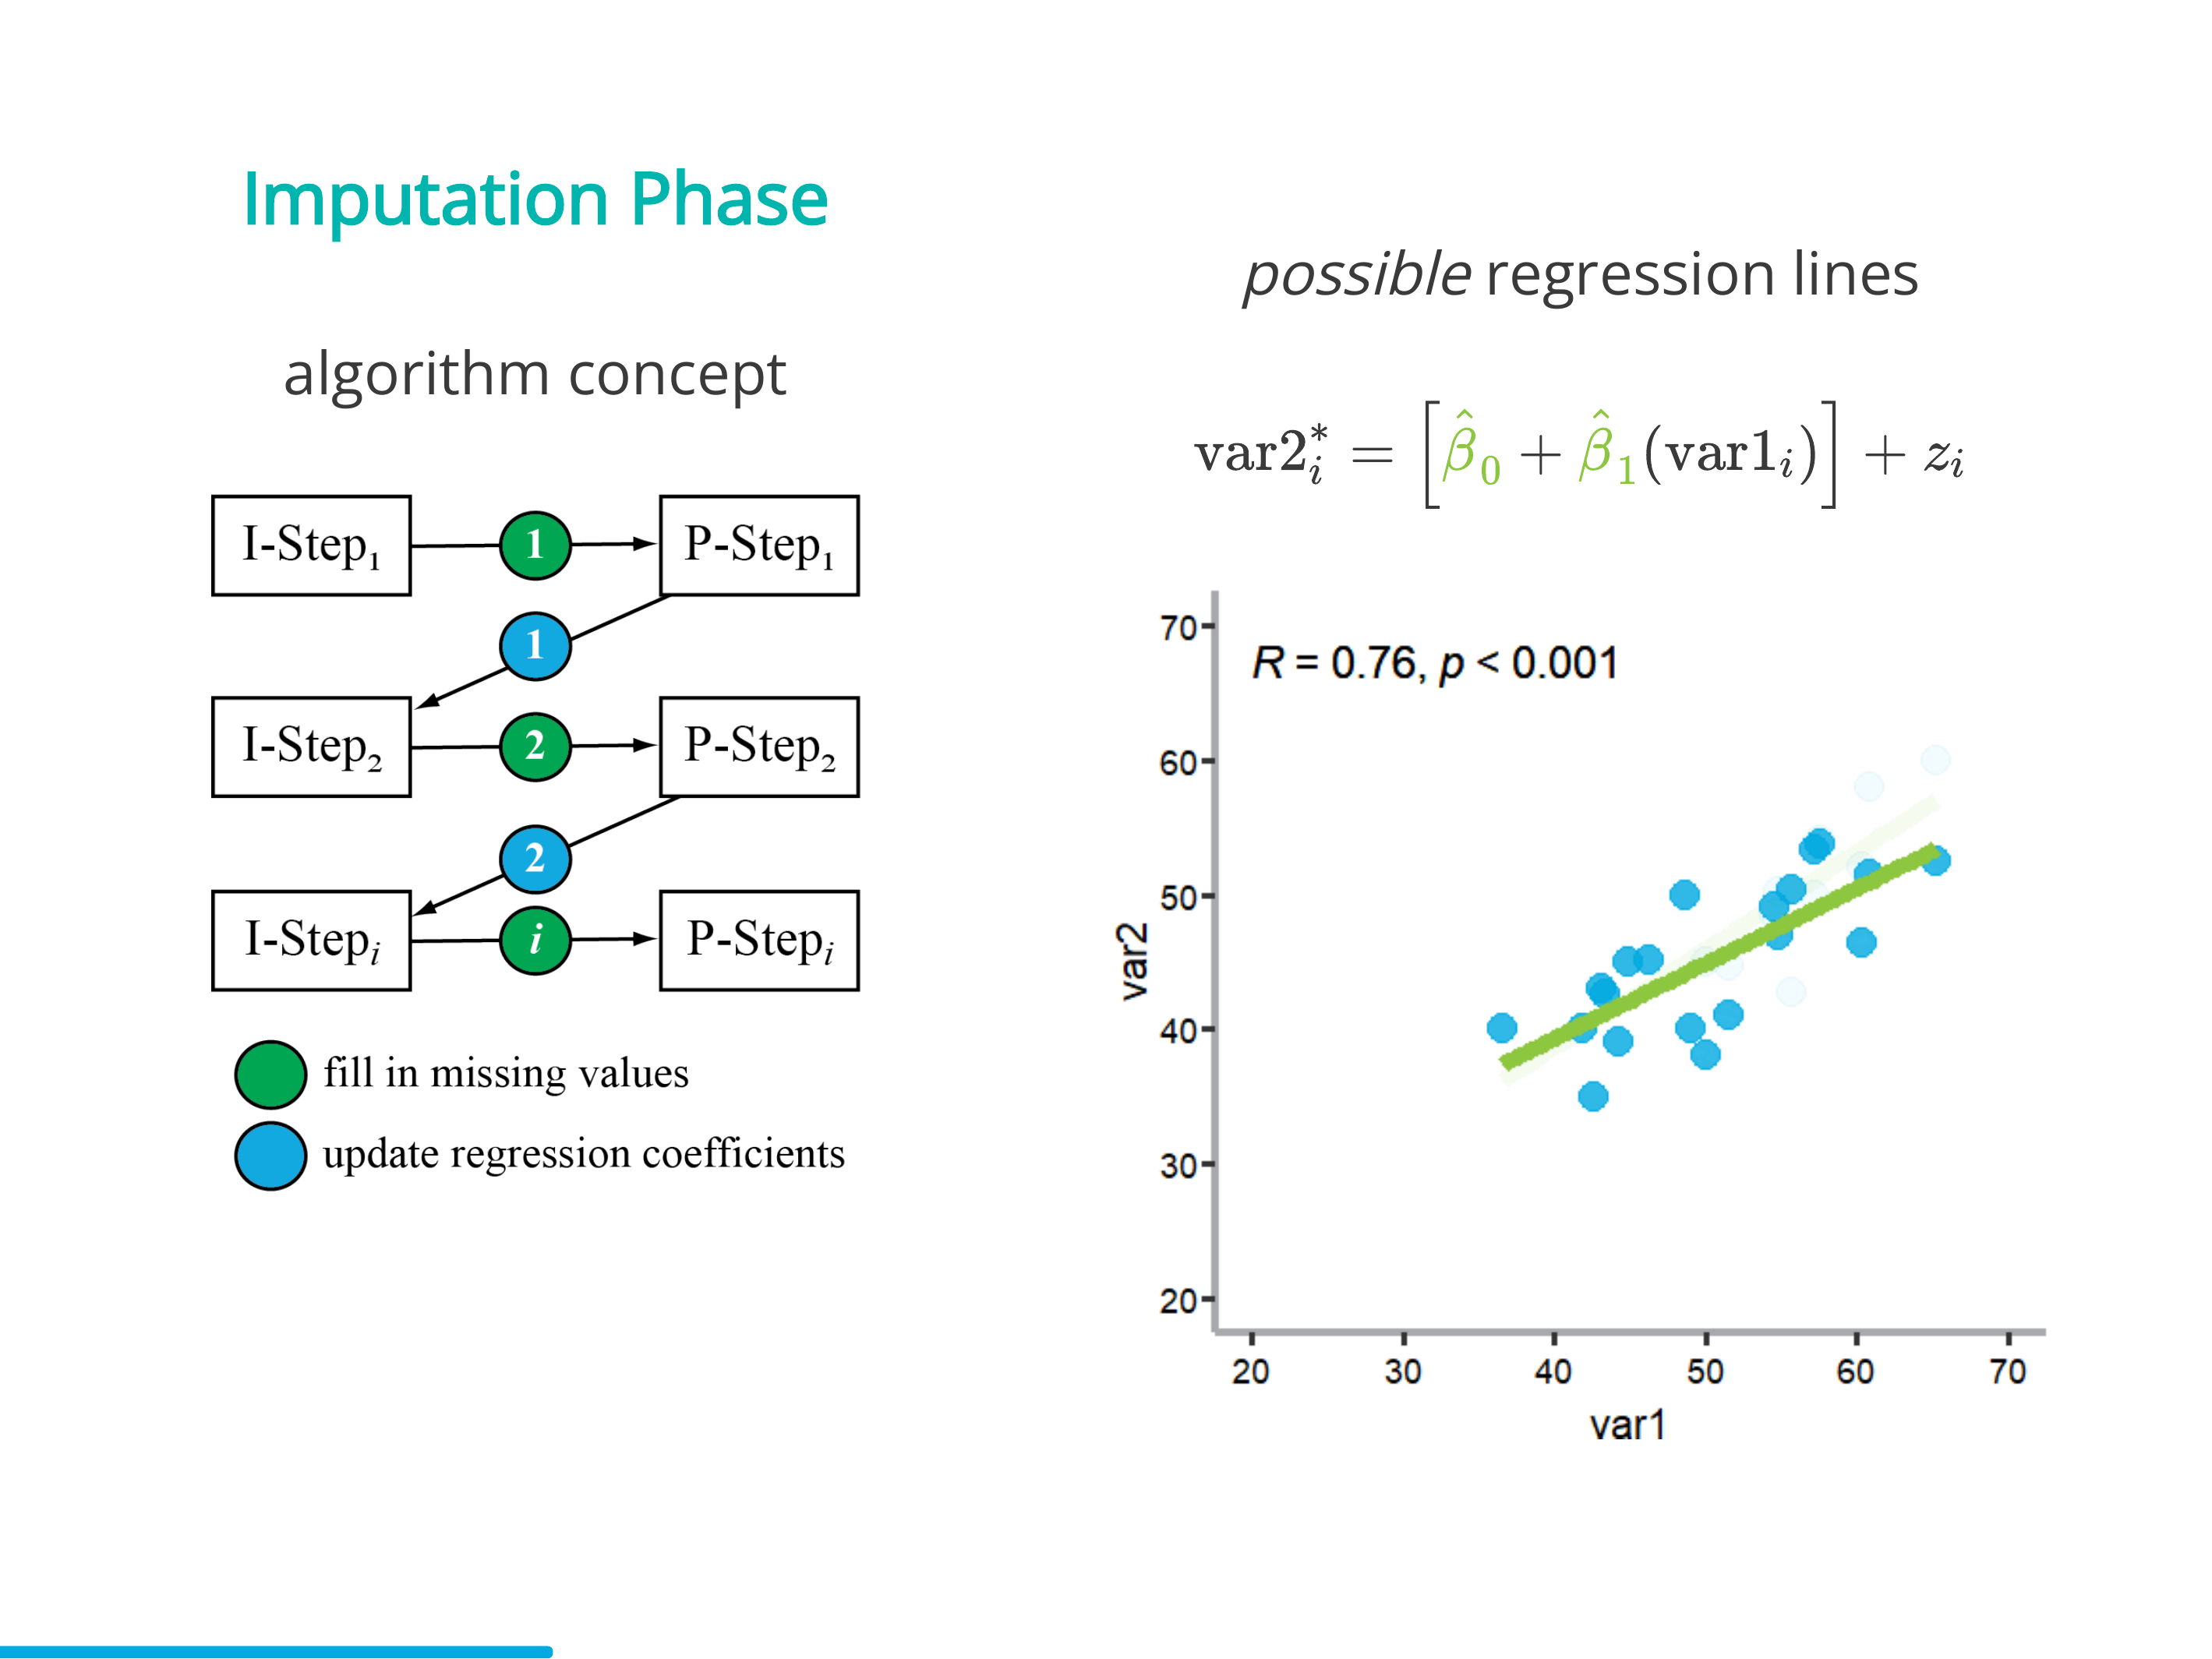 Imputation Phase
algorithm concept
I-Step₁ 1 P-Step₁
1
I-Step₂ 2 P-Step₂
2
I-Stepᵢ i P-Stepᵢ
fill in missing values
update regression coefficients
possible regression lines
var2ᵢ* = [β̂₀ + β̂₁(var1ᵢ)] + zᵢ
R = 0.76, p < 0.001
70
60
50
40
30
20
var2
20 30 40 50 60 70
var1